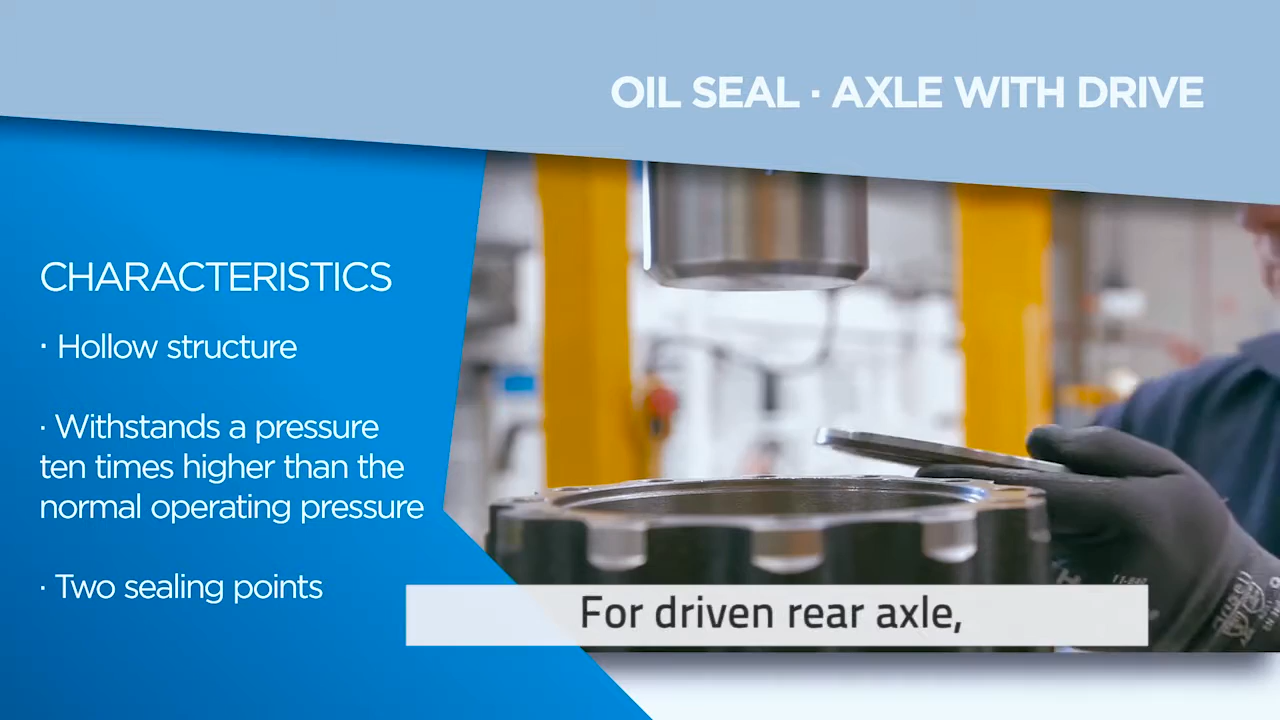 OIL SEAL · AXLE WITH DRIVE
CHARACTERISTICS
· Hollow structure
· Withstands a pressure
ten times higher than the
normal operating pressure
· Two sealing points
For driven rear axle,